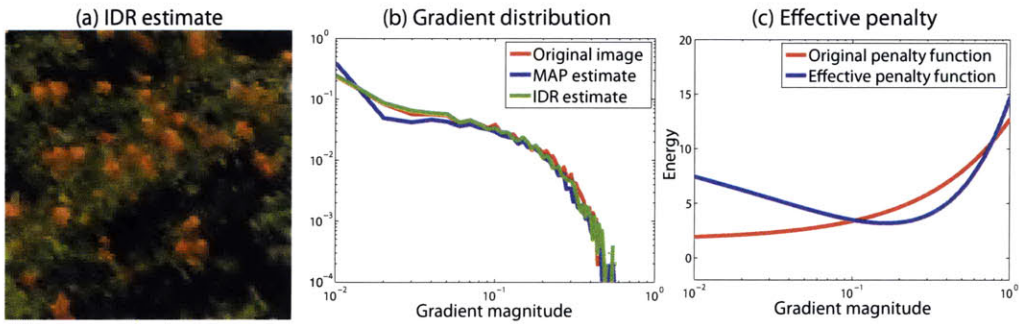 (a) IDR estimate
(b) Gradient distribution
10^0
10^-1
10^-2
10^-3
10^-4
10^-2
10^-1
10^0
Gradient magnitude
Original image
MAP estimate
IDR estimate
(c) Effective penalty
20
15
10
5
0
Energy
10^-2
10^-1
10^0
Gradient magnitude
Original penalty function
Effective penalty function